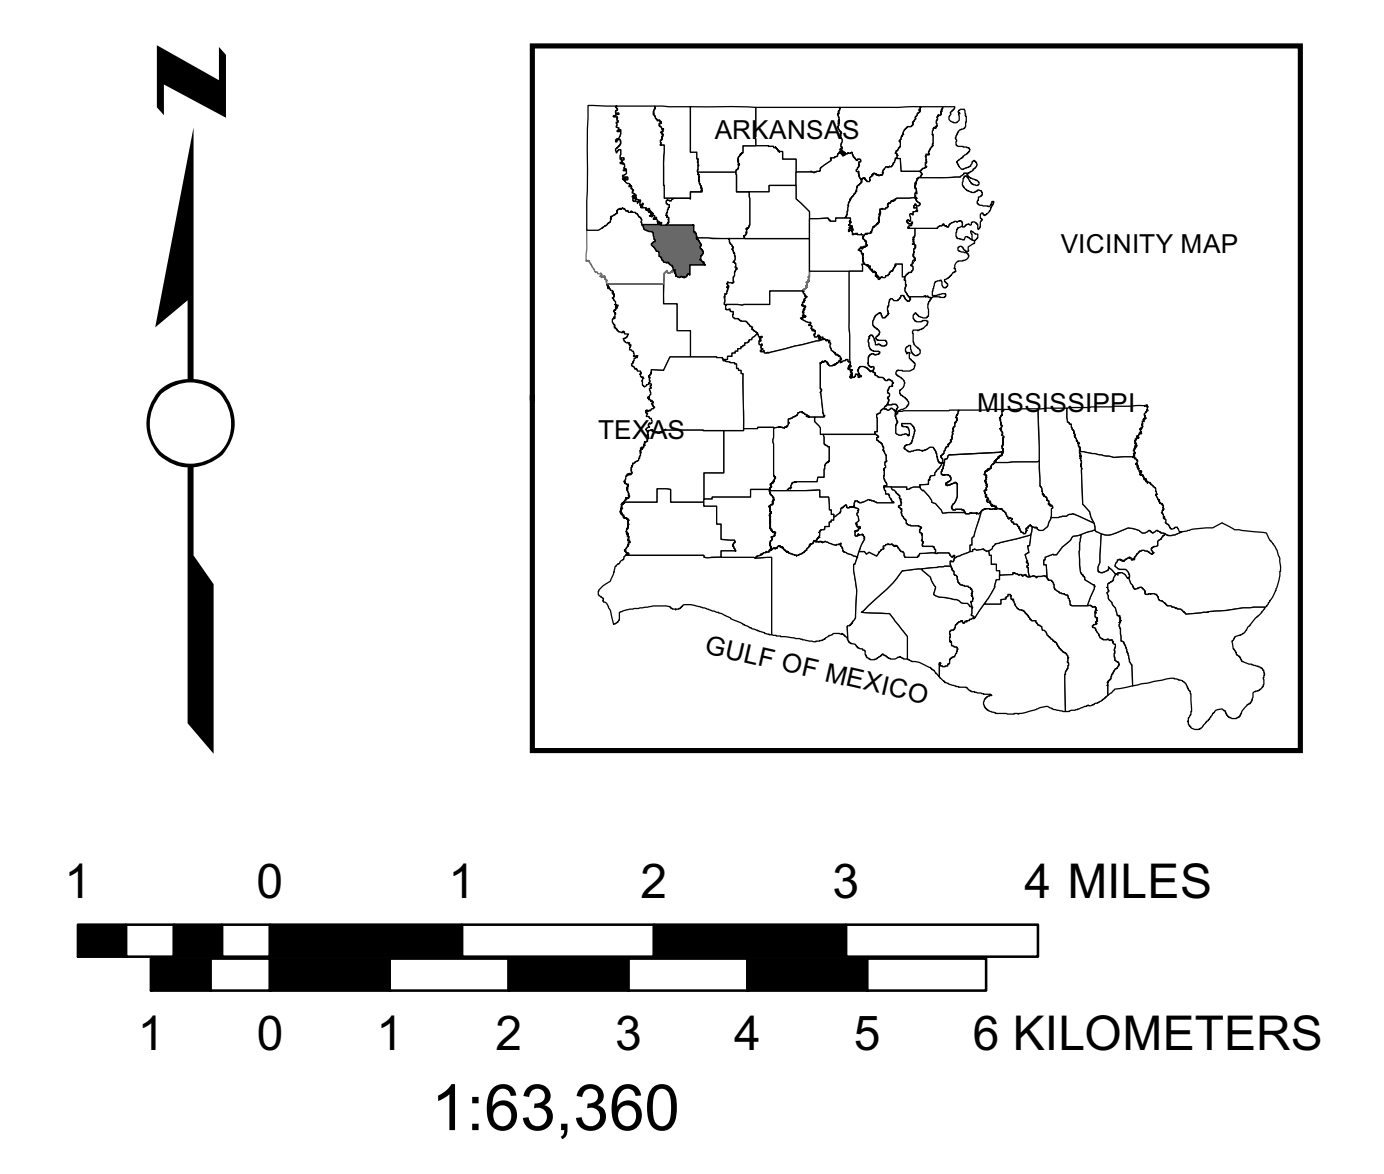 N
ARKANSAS
VICINITY MAP
MISSISSIPPI
TEXAS
GULF OF MEXICO
1 0 1 2 3 4 MILES
1 0 1 2 3 4 5 6 KILOMETERS
1:63,360